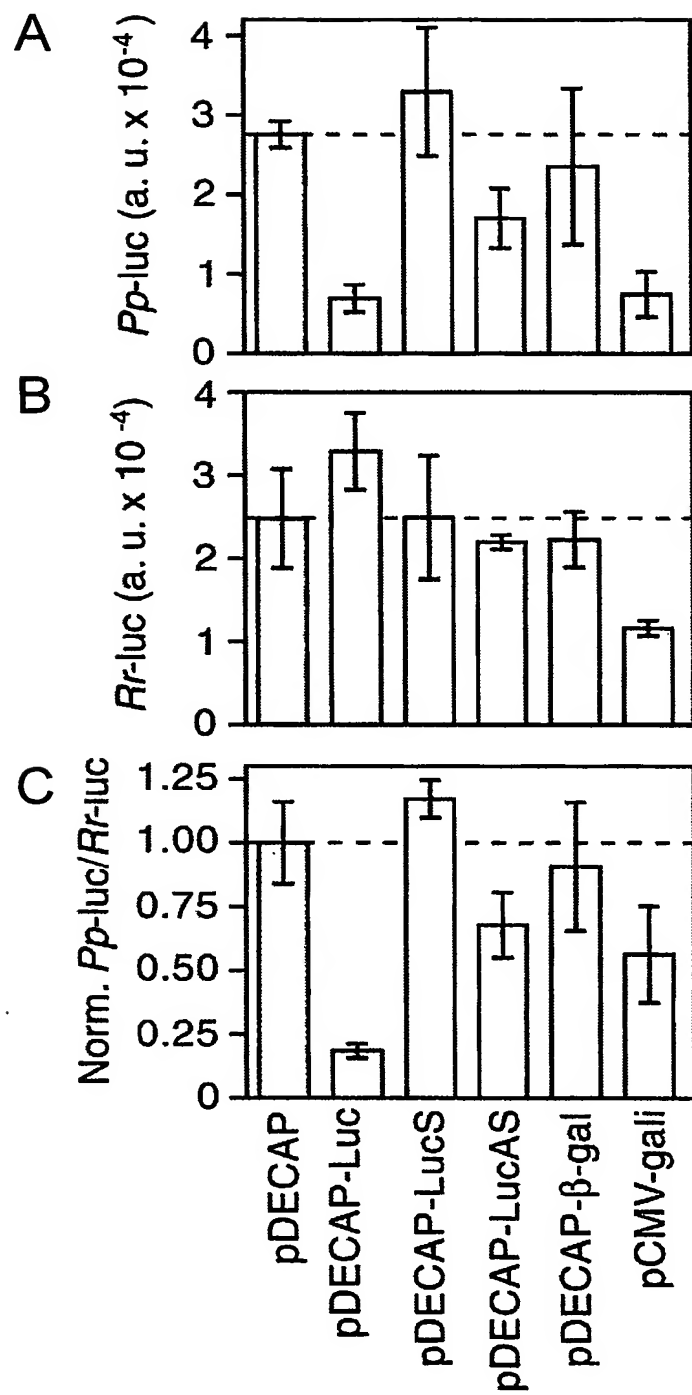 A
Pp-luc (a. u. x 10-4)
4
3
2
1
0
B
Rr-luc (a. u. x 10-4)
4
3
2
1
0
C
Norm. Pp-luc/Rr-luc
1.25
1.00
0.75
0.50
0.25
0
pDECAP
pDECAP-Luc
pDECAP-LucS
pDECAP-LucAS
pDECAP-β-gal
pCMV-gali